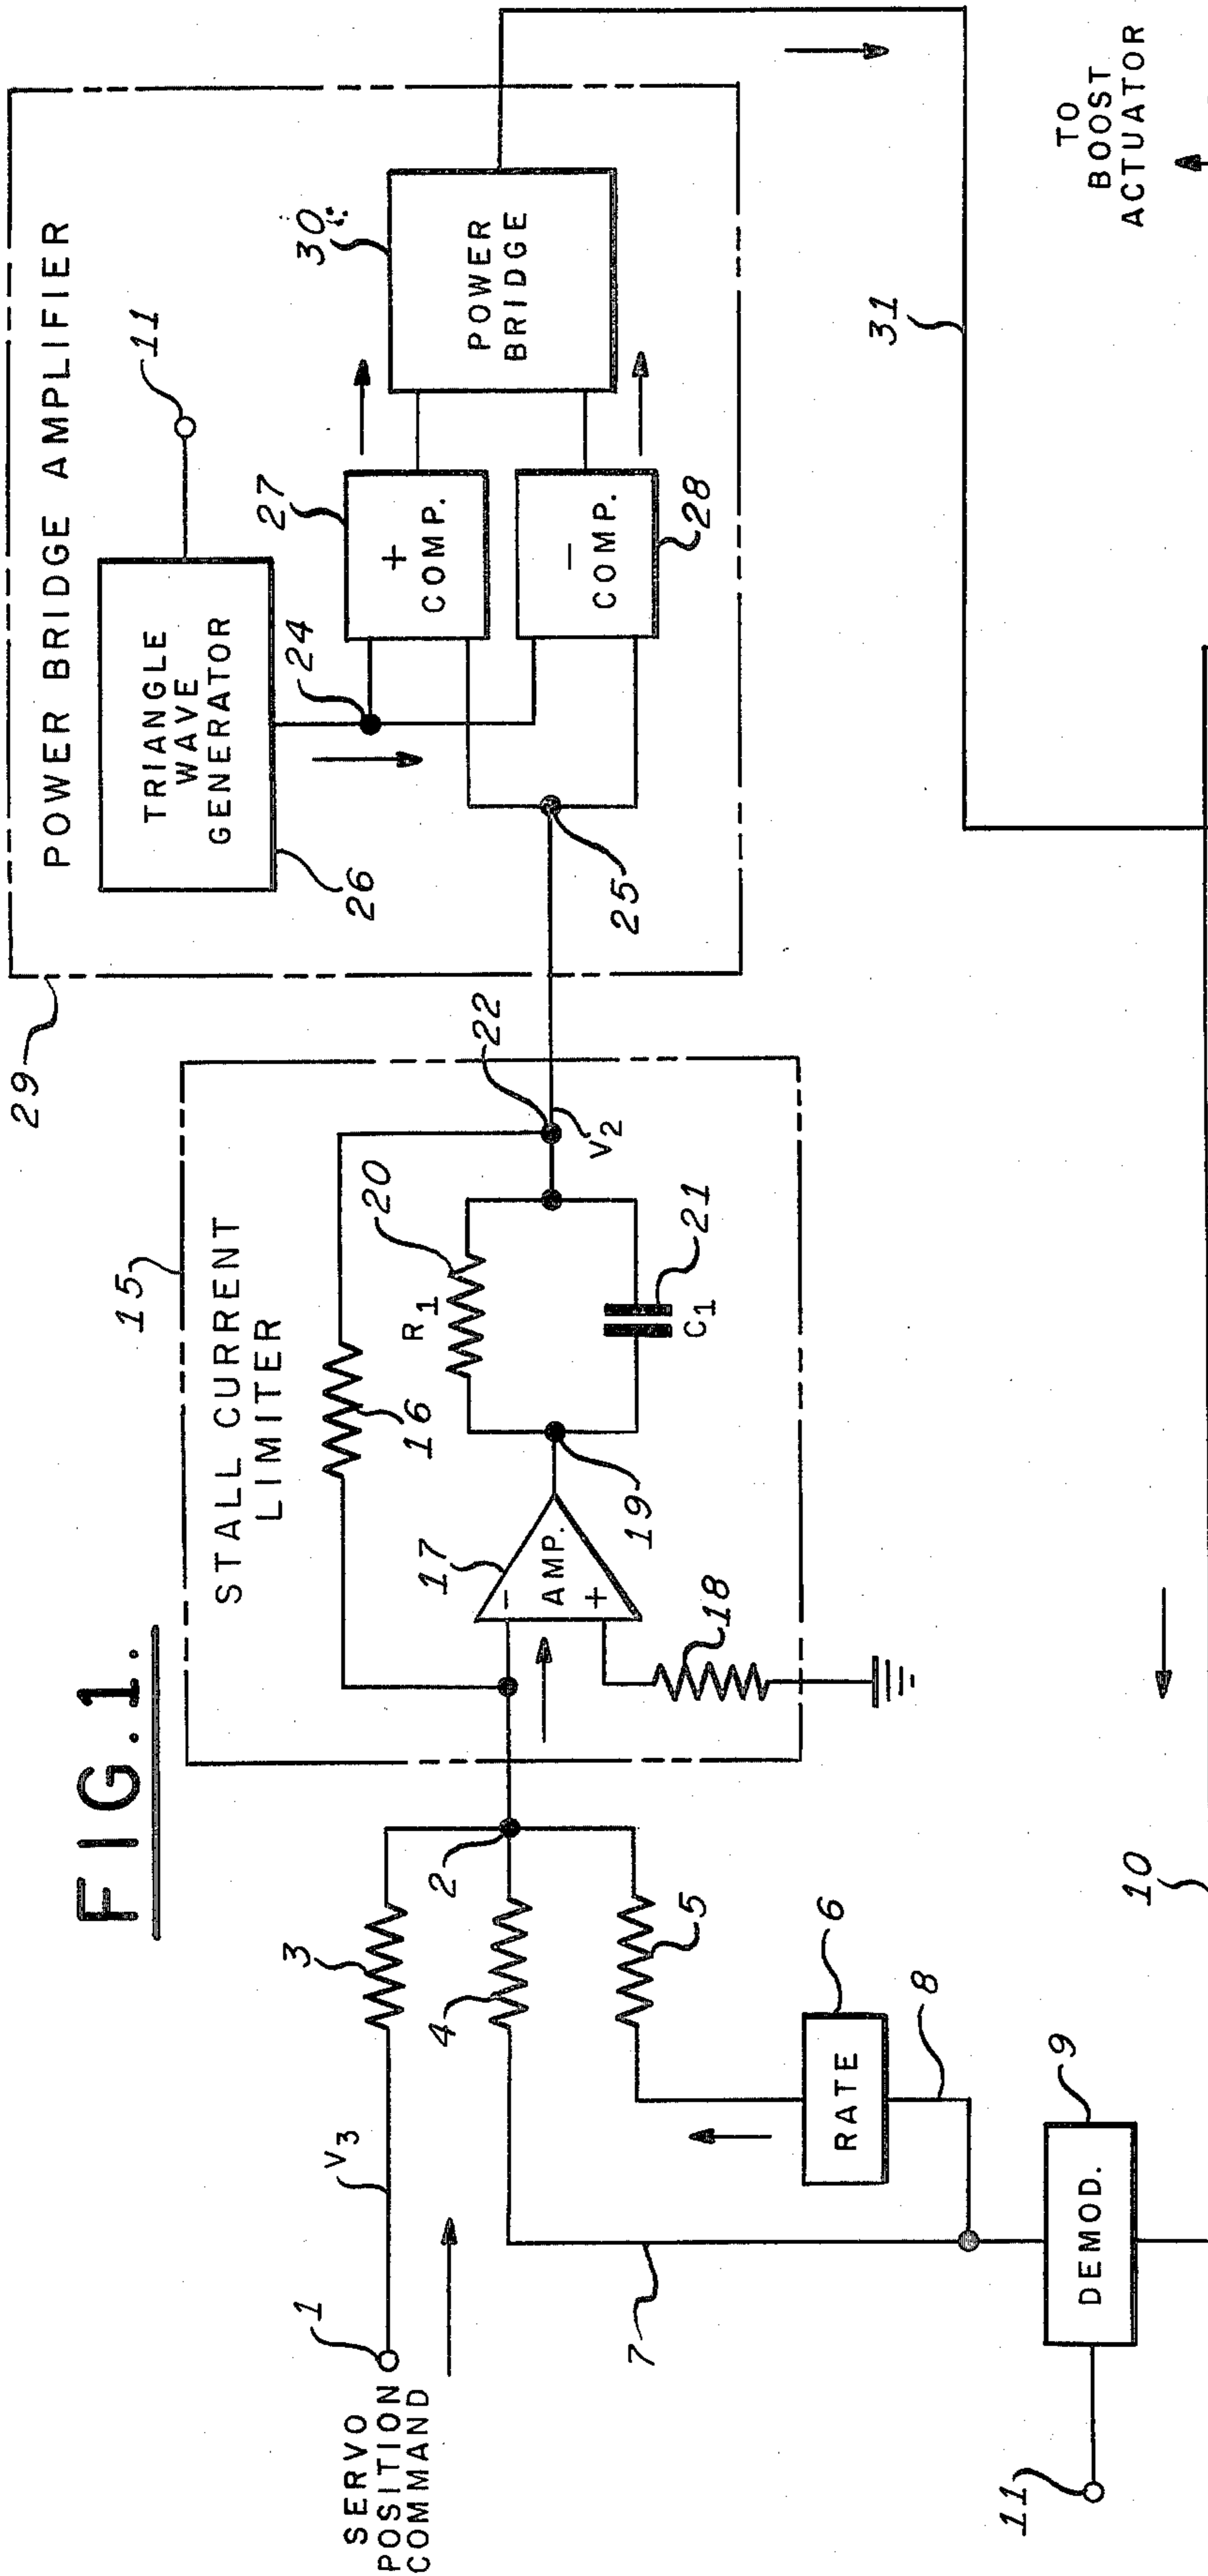 FIG.1.
29
POWER BRIDGE AMPLIFIER
11
TRIANGLE
WAVE
GENERATOR
26
24
27
+
COMP.
-
COMP.
28
25
30
POWER
BRIDGE
31
TO
BOOST
ACTUATOR
15
STALL CURRENT
LIMITER
16
17
-
AMP.
+
18
19
R1
20
C1
21
22
V2
SERVO
POSITION
COMMAND
1
V3
3
2
4
5
6
RATE
7
8
9
DEMOD.
11
10